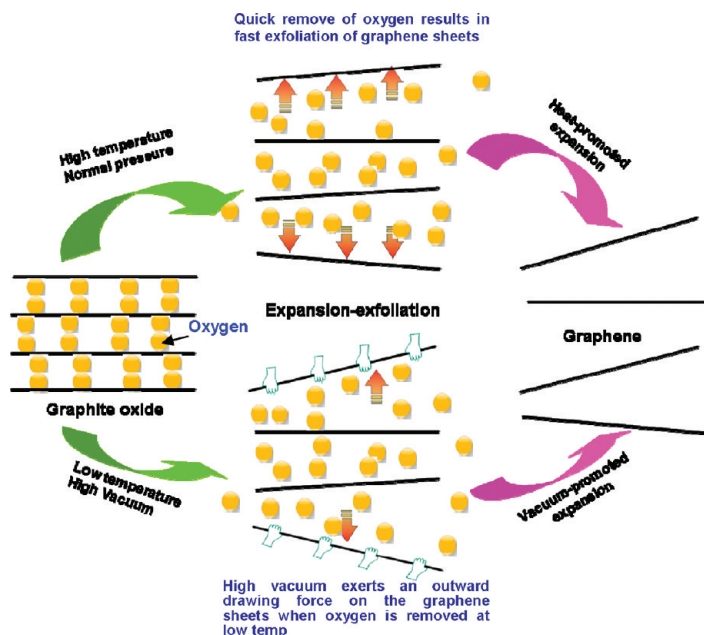 Quick remove of oxygen results in
fast exfoliation of graphene sheets
High temperature
Normal pressure
Heat-promoted
expansion
Oxygen
Expansion-exfoliation
Graphene
Graphite oxide
Low temperature
High Vacuum
Vacuum-promoted
expansion
High vacuum exerts an outward
drawing force on the graphene
sheets when oxygen is removed at
low temp